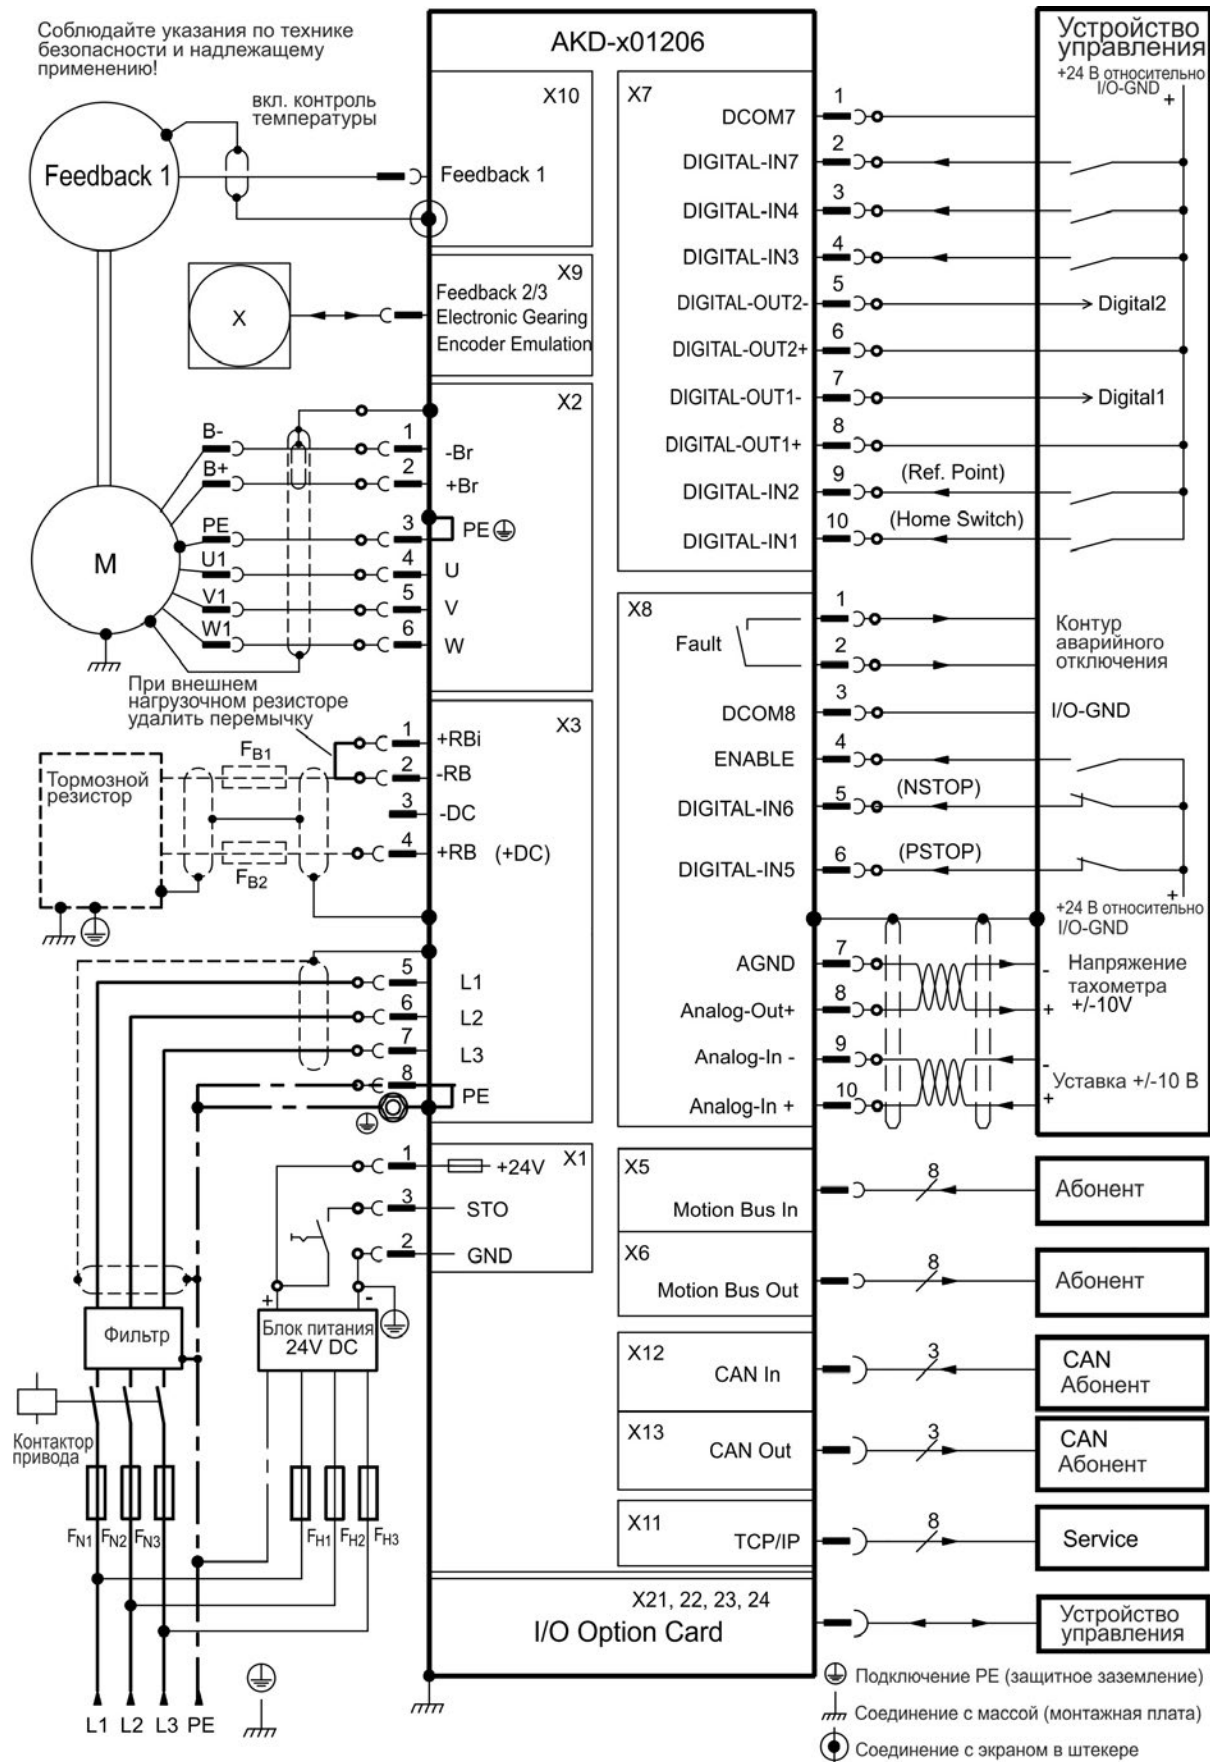 Соблюдайте указания по технике
безопасности и надлежащему
применению!
AKD-x01206
Устройство
управления
+24 В относительно
I/O-GND
+
вкл. контроль
температуры
Feedback 1
X10
Feedback 1
X9
Feedback 2/3
Electronic Gearing
Encoder Emulation
X
X2
B-
1
-Br
B+
2
+Br
PE
3
PE
U1
4
U
V1
5
V
W1
6
W
M
При внешнем
нагрузочном резисторе
удалить перемычку
X3
1
+RBi
FB1
2
-RB
Тормозной
резистор
3
-DC
4
+RB (+DC)
FB2
5
L1
6
L2
7
L3
8
PE
X1
1
+24V
3
STO
2
GND
+
-
Фильтр
Блок питания
24V DC
Контактор
привода
FN1
FN2
FN3
FH1
FH2
FH3
L1 L2 L3 PE
X7
DCOM7
1
DIGITAL-IN7
2
DIGITAL-IN4
3
DIGITAL-IN3
4
DIGITAL-OUT2-
5
Digital2
DIGITAL-OUT2+
6
DIGITAL-OUT1-
7
Digital1
DIGITAL-OUT1+
8
DIGITAL-IN2
9
(Ref. Point)
DIGITAL-IN1
10
(Home Switch)
X8
Fault
1
2
Контур
аварийного
отключения
DCOM8
3
I/O-GND
ENABLE
4
DIGITAL-IN6
5
(NSTOP)
DIGITAL-IN5
6
(PSTOP)
+
+24 В относительно
I/O-GND
AGND
7
-
Напряжение
тахометра
+/-10V
Analog-Out+
8
+
Analog-In -
9
-
Уставка +/-10 В
Analog-In +
10
+
X5
Motion Bus In
8
Абонент
X6
Motion Bus Out
8
Абонент
X12
CAN In
3
CAN
Абонент
X13
CAN Out
3
CAN
Абонент
X11
TCP/IP
8
Service
X21, 22, 23, 24
I/O Option Card
Устройство
управления
Подключение PE (защитное заземление)
Соединение с массой (монтажная плата)
Соединение с экраном в штекере